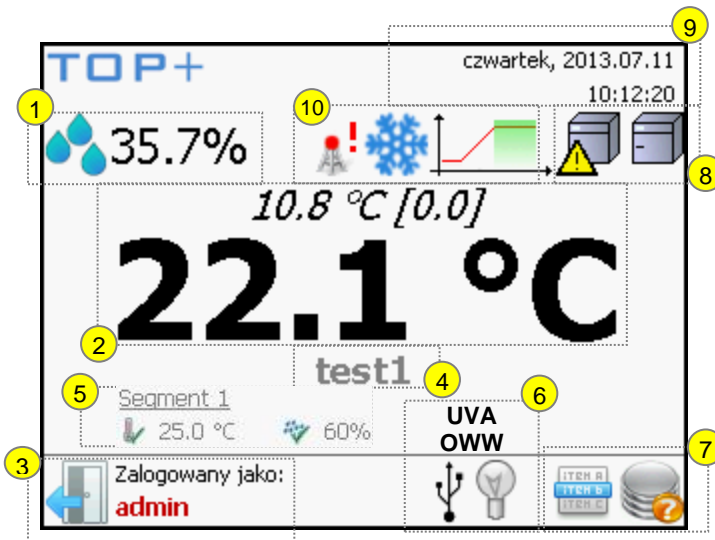 9
TOP+
czwartek, 2013.07.11
10:12:20
1
10
35.7%
!
8
10.8 °C [0.0]
22.1 °C
2
test1
4
5
Segment 1
6
25.0 °C
60%
UVA
OWW
7
3
Zalogowany jako:
admin
ITEM A
ITEM b
ITEM C
?